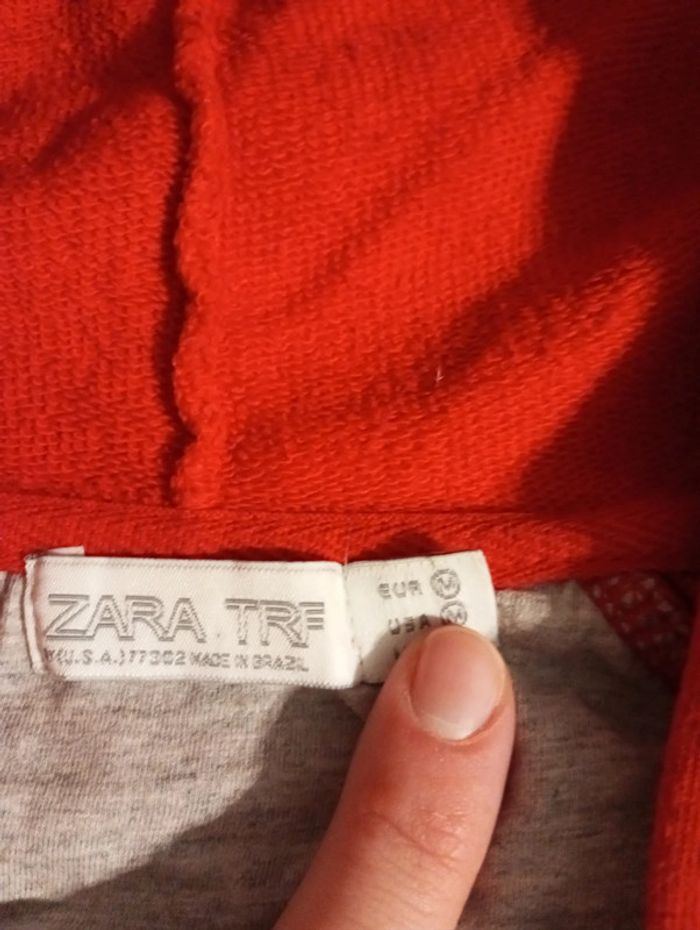 ZARA TRF
(U.S.A.)77302 MADE IN BRAZIL
EUR M
USA M